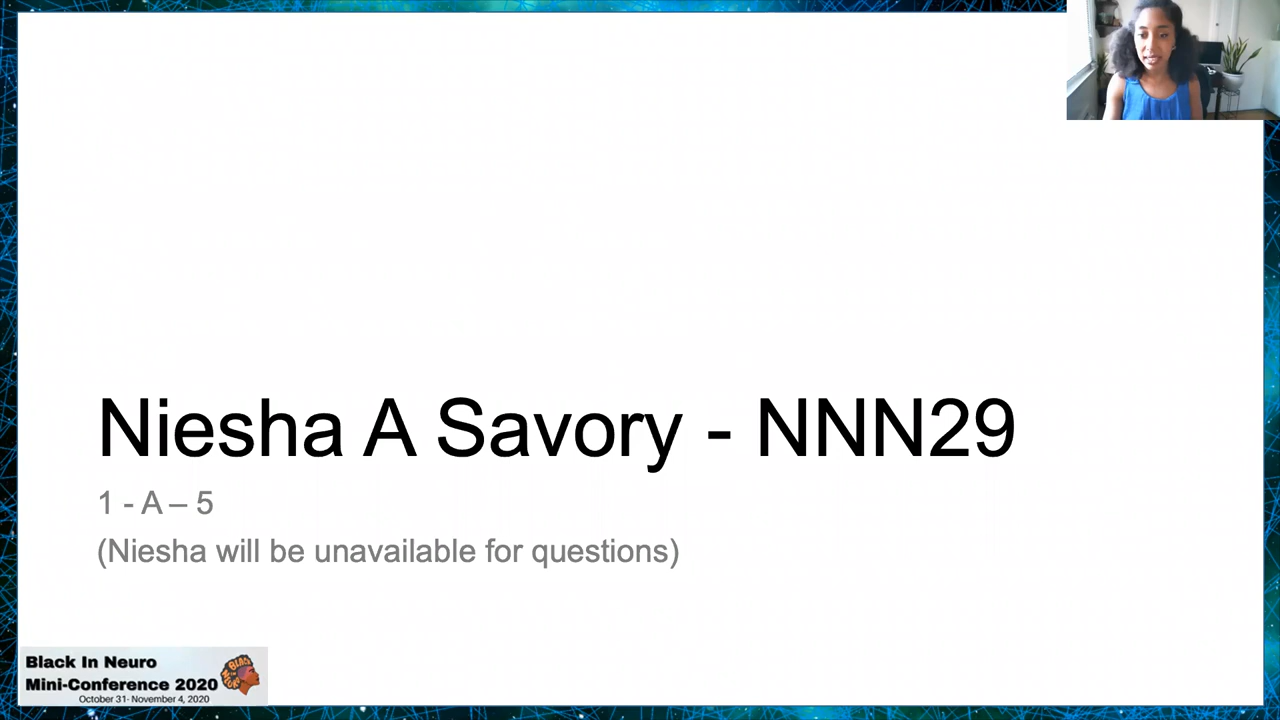 Niesha A Savory - NNN29
1 - A – 5
(Niesha will be unavailable for questions)
Black In Neuro
Mini-Conference 2020
October 31- November 4, 2020